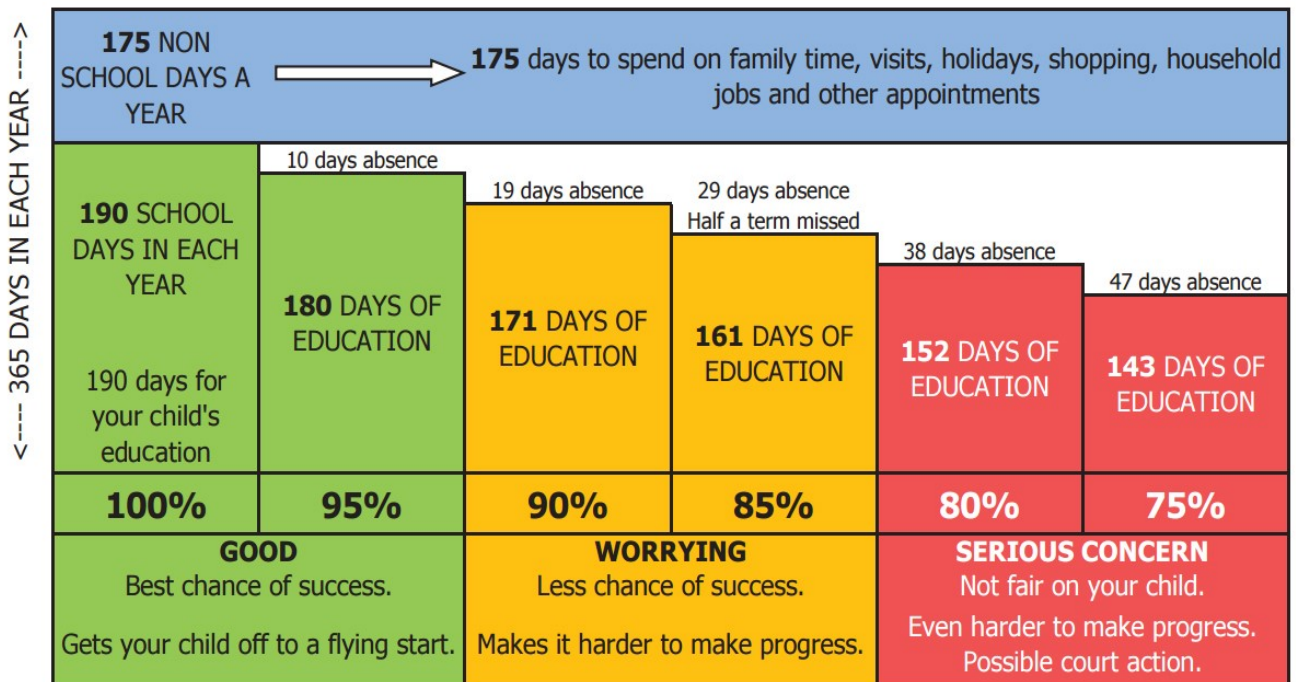 <---- 365 DAYS IN EACH YEAR ---->
175 NON
SCHOOL DAYS A
YEAR
175 days to spend on family time, visits, holidays, shopping, household
jobs and other appointments
190 SCHOOL
DAYS IN EACH
YEAR
190 days for
your child's
education
10 days absence
180 DAYS OF
EDUCATION
19 days absence
171 DAYS OF
EDUCATION
29 days absence
Half a term missed
161 DAYS OF
EDUCATION
38 days absence
152 DAYS OF
EDUCATION
47 days absence
143 DAYS OF
EDUCATION
100%
95%
90%
85%
80%
75%
GOOD
Best chance of success.
Gets your child off to a flying start.
WORRYING
Less chance of success.
Makes it harder to make progress.
SERIOUS CONCERN
Not fair on your child.
Even harder to make progress.
Possible court action.